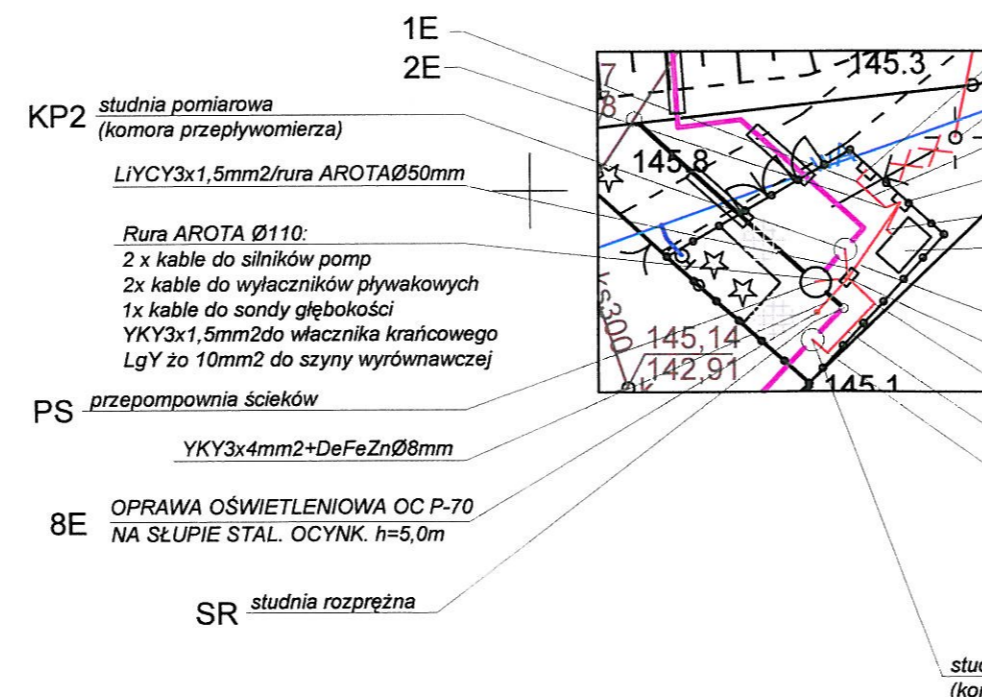 1E
2E
KP2 studnia pomiarowa
(komora przepływomierza)
LiYCY3x1,5mm2/rura AROTAØ50mm
Rura AROTA Ø110:
2 x kable do silników pomp
2x kable do wyłaczników pływakowych
1x kable do sondy głębokości
YKY3x1,5mm2do włacznika krańcowego
LgY żo 10mm2 do szyny wyrównawczej
PS przepompownia ścieków
YKY3x4mm2+DeFeZnØ8mm
8E OPRAWA OŚWIETLENIOWA OC P-70
NA SŁUPIE STAL. OCYNK. h=5,0m
SR studnia rozprężna
145.3
7
8
145.8
ks300
145,14
142,91
145.1